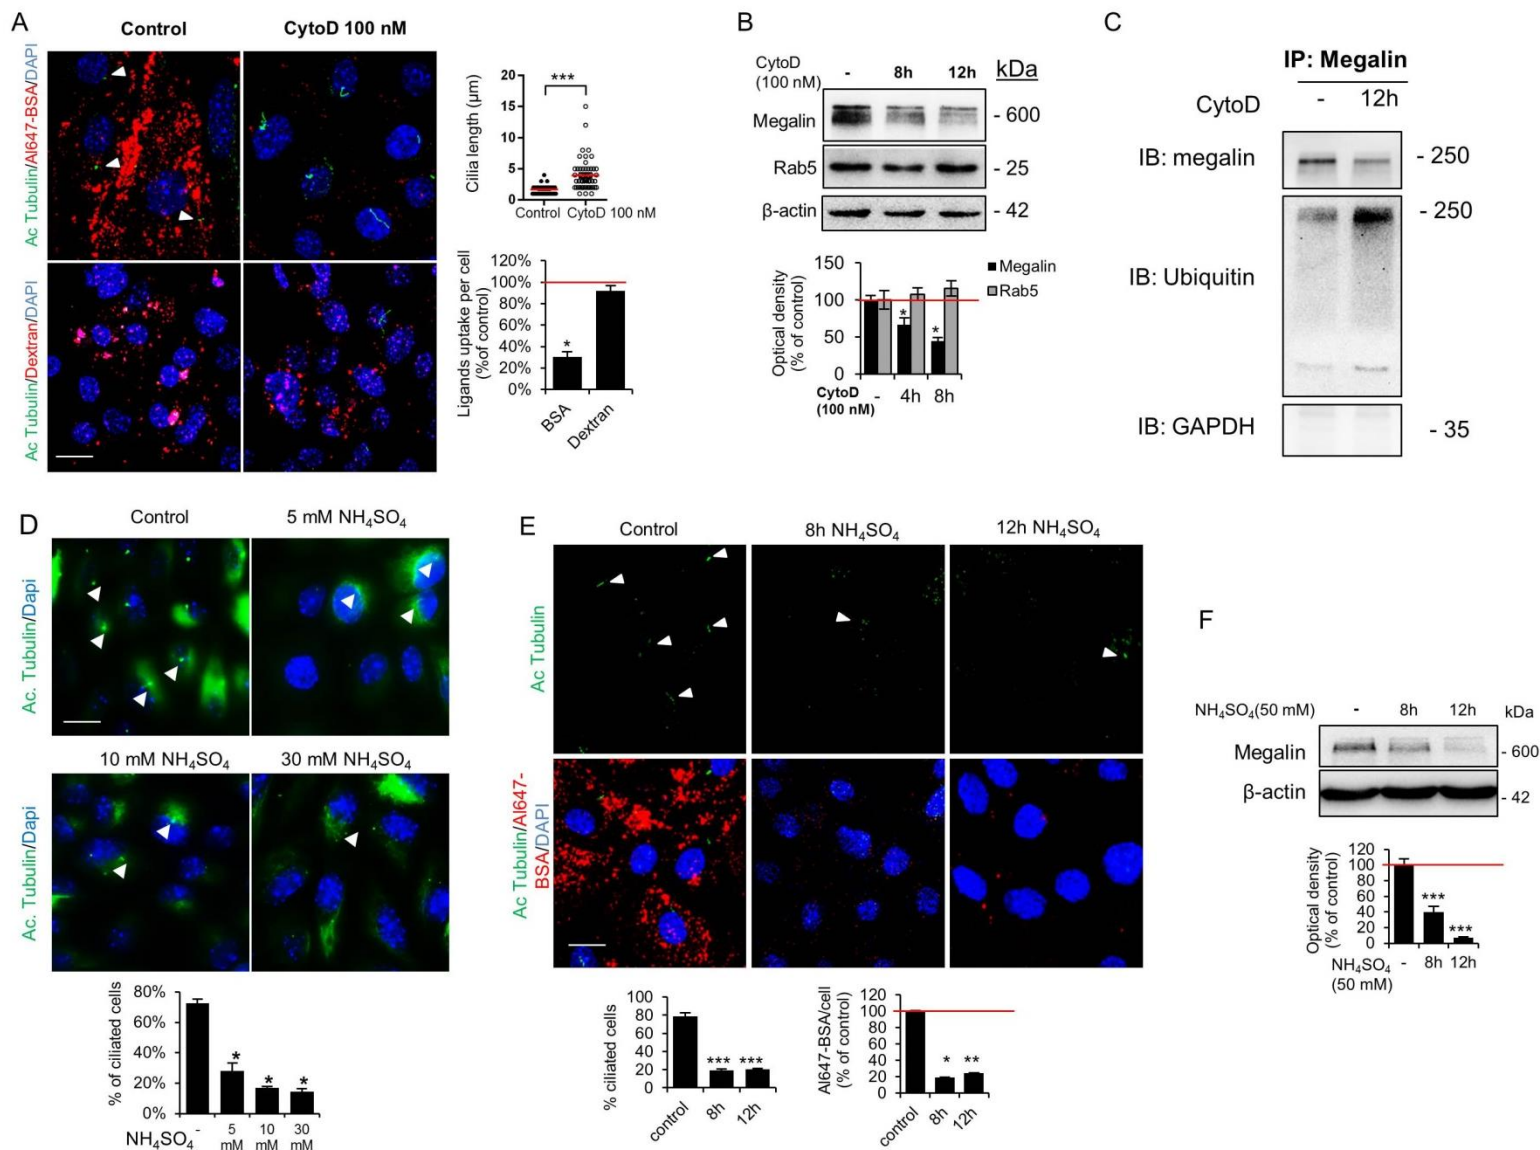 A
Control
CytoD 100 nM
Ac Tubulin/Al647-BSA/DAPI
Ac Tubulin/Dextran/DAPI
Cilia length (µm)
20
15
10
5
0
***
Control
CytoD 100 nM
Ligands uptake per cell
(%of control)
120%
100%
80%
60%
40%
20%
0%
*
BSA
Dextran
B
CytoD
(100 nM)
-
8h
12h
kDa
Megalin
- 600
Rab5
- 25
β-actin
- 42
Optical density
(% of control)
150
100
50
0
*
*
Megalin
Rab5
CytoD
(100 nM)
-
4h
8h
C
IP: Megalin
CytoD
-
12h
IB: megalin
- 250
- 250
IB: Ubiquitin
IB: GAPDH
- 35
D
Control
5 mM NH₄SO₄
Ac. Tubulin/Dapi
10 mM NH₄SO₄
30 mM NH₄SO₄
Ac. Tubulin/Dapi
% of ciliated cells
80%
60%
40%
20%
0%
*
*
*
NH₄SO₄
-
5
mM
10
mM
30
mM
E
Control
8h NH₄SO₄
12h NH₄SO₄
Ac Tubulin
Ac Tubulin/Al647-
BSA/DAPI
% ciliated cells
100
80
60
40
20
0
***
***
control
8h
12h
Al647-BSA/cell
(% of control)
120
100
80
60
40
20
0
*
**
control
8h
12h
F
NH₄SO₄(50 mM)
-
8h
12h
kDa
Megalin
- 600
β-actin
- 42
Optical density
(% of control)
120
100
80
60
40
20
0
***
***
NH₄SO₄
(50 mM)
-
8h
12h